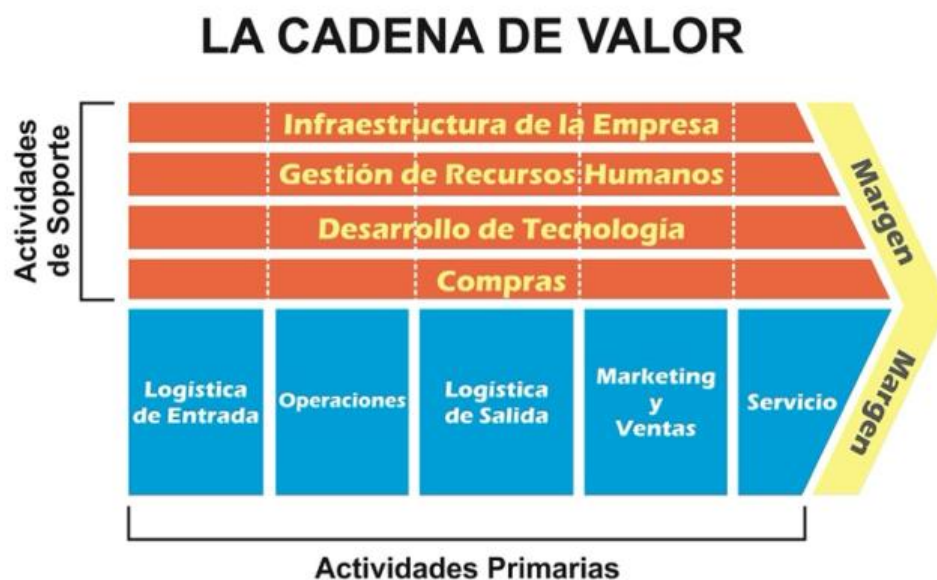 LA CADENA DE VALOR
Actividades
de Soporte
Infraestructura de la Empresa
Gestión de Recursos Humanos
Desarrollo de Tecnología
Compras
Margen
Logística
de Entrada
Operaciones
Logística
de Salida
Marketing
y
Ventas
Servicio
Margen
Actividades Primarias